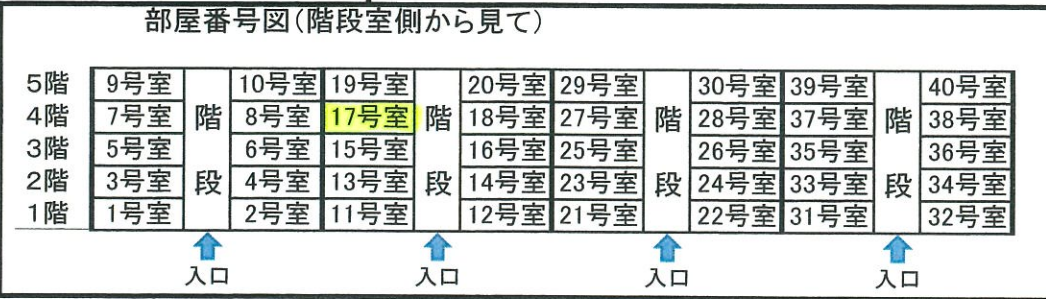 部屋番号図(階段室側から見て)
5階 9号室 10号室 19号室 20号室 29号室 30号室 39号室 40号室
4階 7号室 階 8号室 17号室 階 18号室 27号室 階 28号室 37号室 階 38号室
3階 5号室 6号室 15号室 16号室 25号室 26号室 35号室 36号室
2階 3号室 段 4号室 13号室 段 14号室 23号室 段 24号室 33号室 段 34号室
1階 1号室 2号室 11号室 12号室 21号室 22号室 31号室 32号室
入口 入口 入口 入口